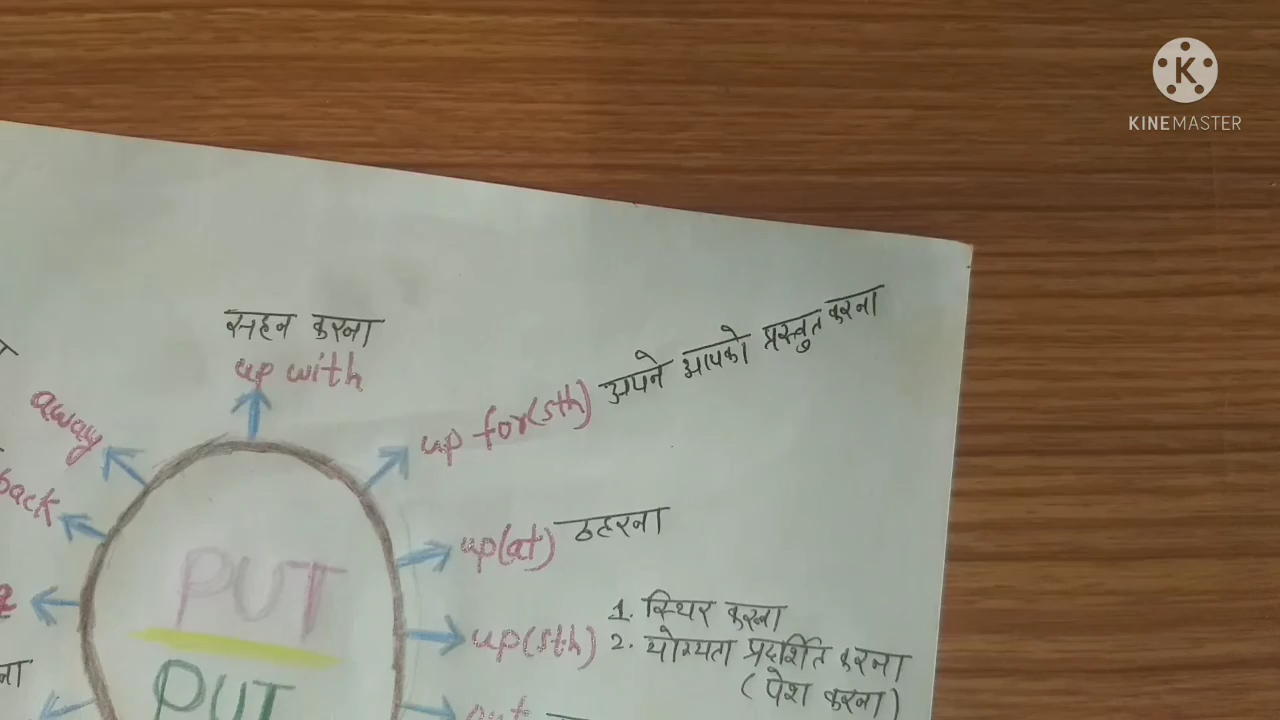 KINEMASTER
सहन करना
up with
away
back
up for(sth) अपने आपको प्रस्तुत करना
up(at) ठहरना
up(sth) 1. स्थिर करना
2. योग्यता प्रदर्शित करना
(पेश करना)
out
PUT
PUT